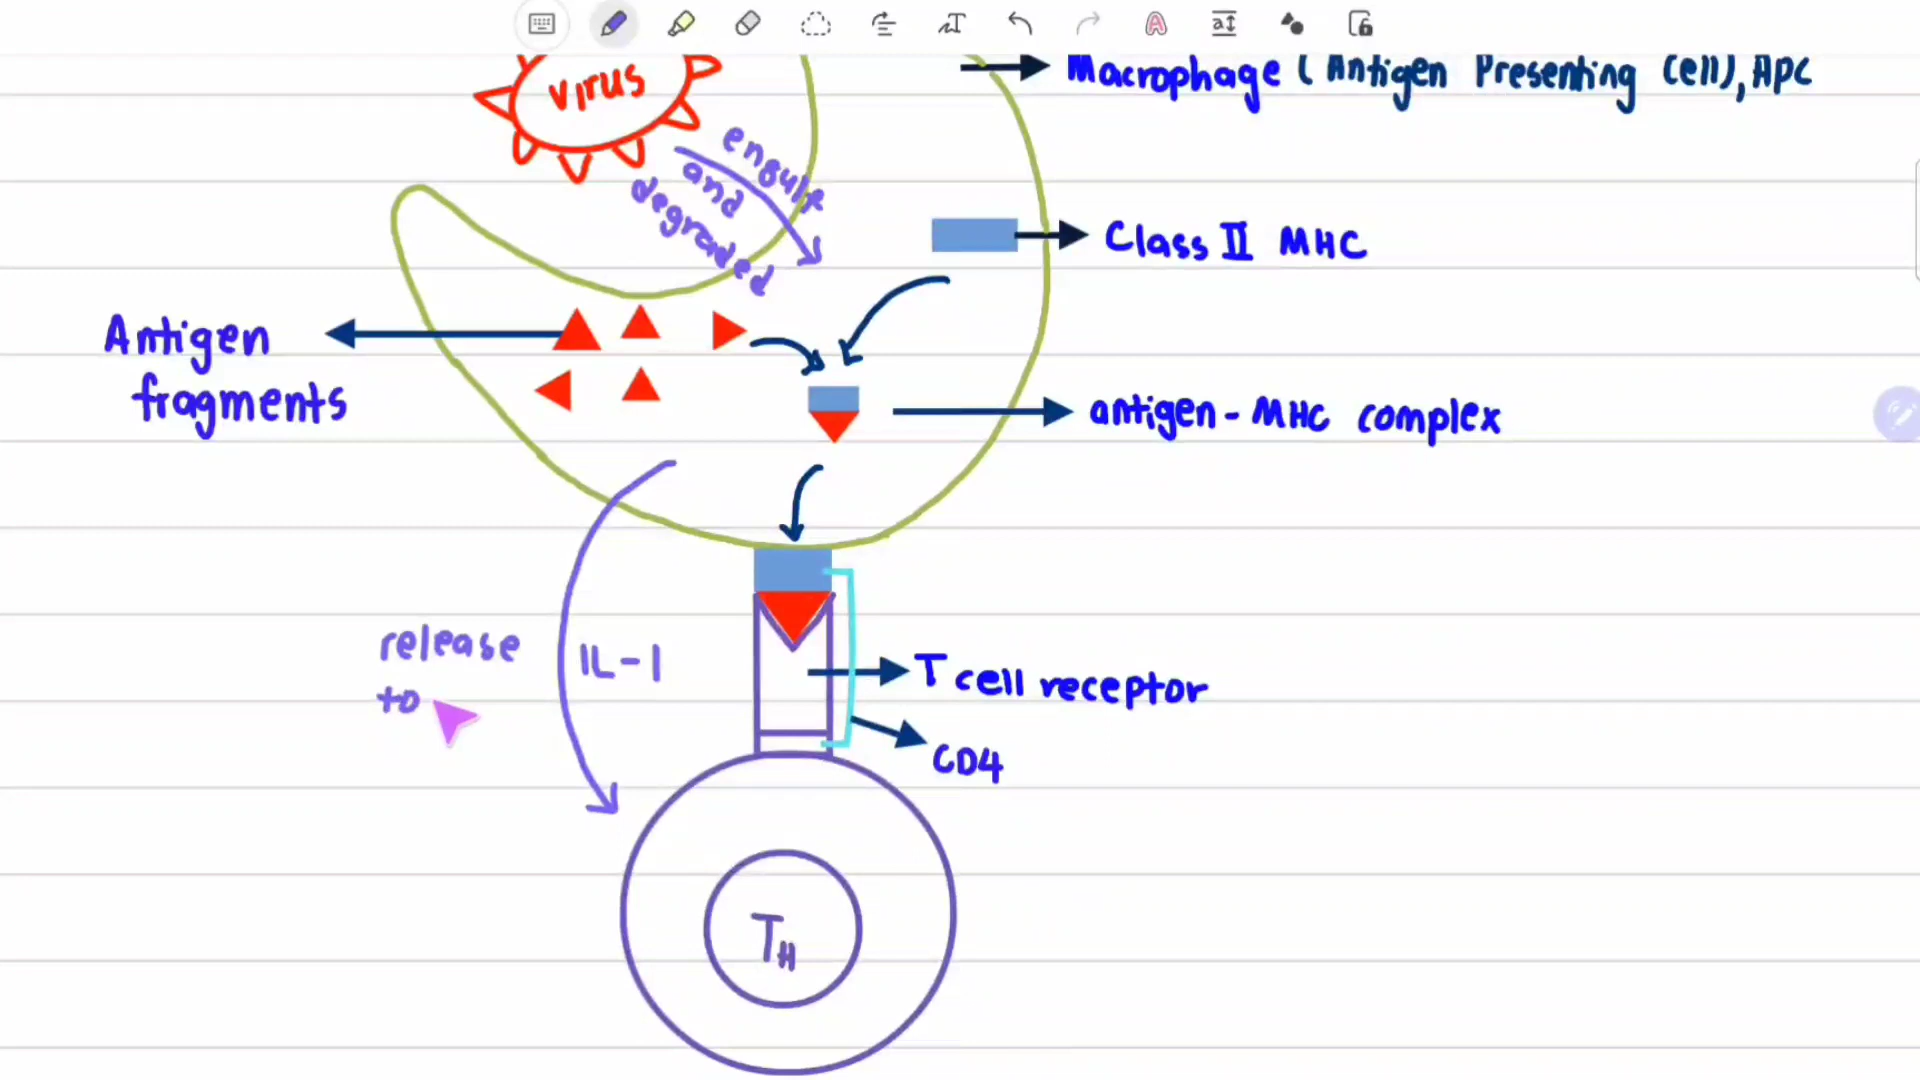 Macrophage (Antigen Presenting Cell), APC
virus
engulf
and
degraded
Class II MHC
Antigen
fragments
antigen - MHC complex
release
to
IL-1
T cell receptor
CD4
TH